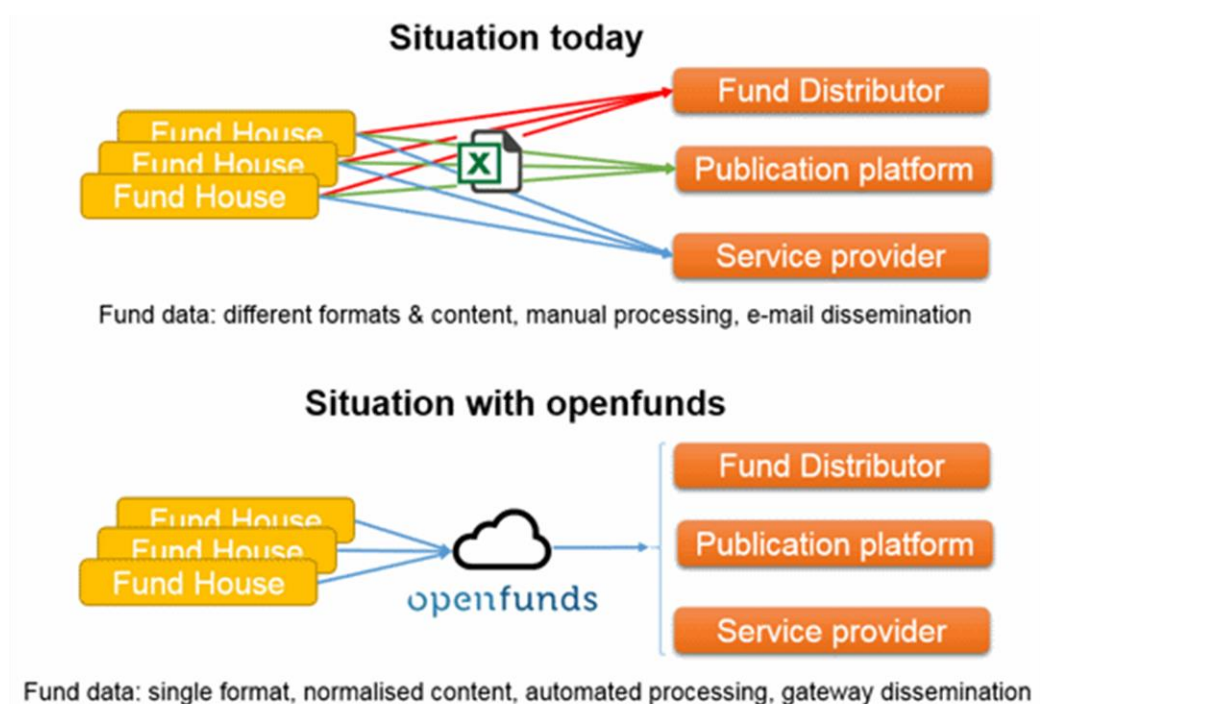 Situation today
Fund House
Fund House
Fund House
X
Fund Distributor
Publication platform
Service provider
Fund data: different formats & content, manual processing, e-mail dissemination
Situation with openfunds
Fund House
Fund House
Fund House
openfunds
Fund Distributor
Publication platform
Service provider
Fund data: single format, normalised content, automated processing, gateway dissemination